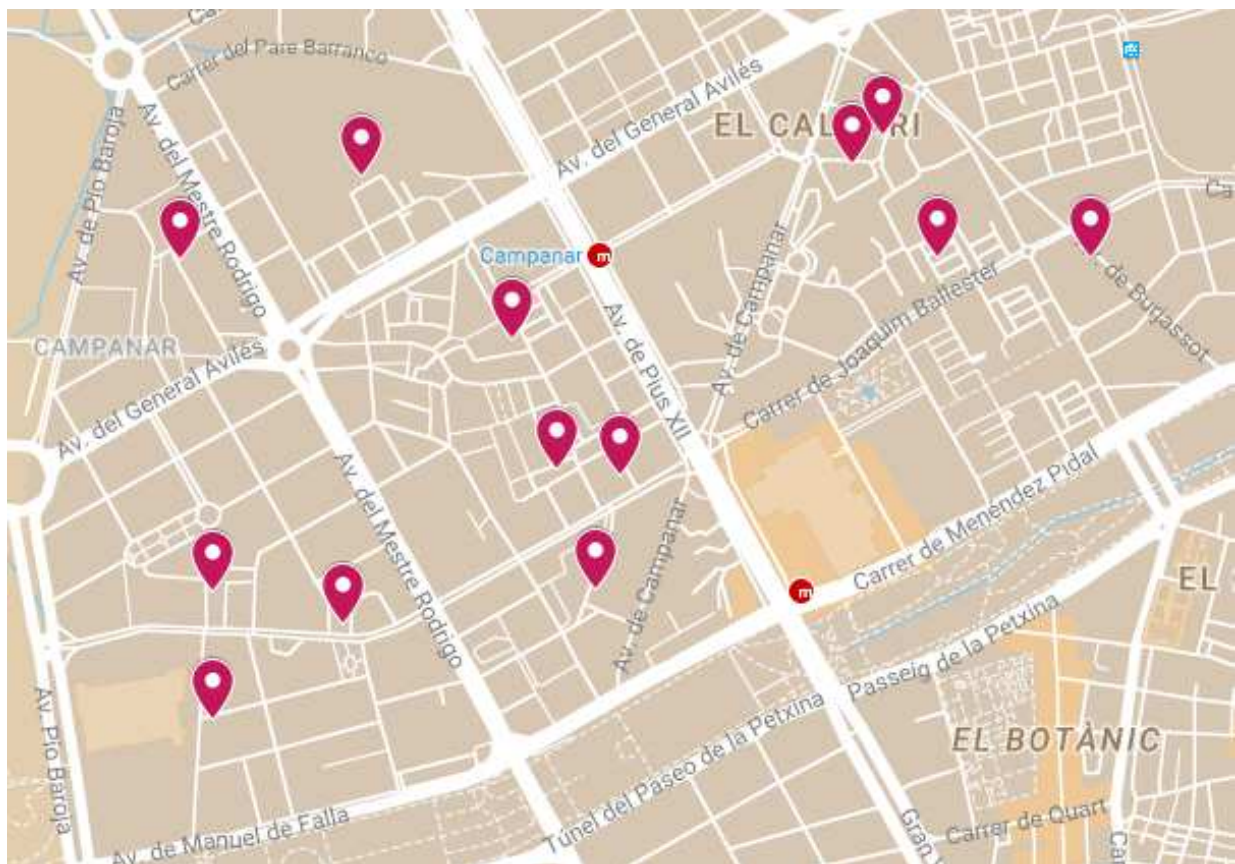 Carrer del Pare Barranco
Av. del General Avilés
EL CAL RI
Av. de Pío Baroja
Av. del Mestre Rodrigo
Campanar
m
Av. de Campanar
Av. de Burjassot
CAMPANAR
Av. de Pius XII
Carrer de Joaquim Ballester
Av. del General Avilés
Av. del Mestre Rodrigo
Av. de Campanar
Carrer de Menéndez Pidal
m
EL
Passeig de la Petxina
Av. Pío Baroja
EL BOTÀNIC
Túnel del Paseo de la Petxina
Av. de Manuel de Falla
Carrer de Quart
Gran